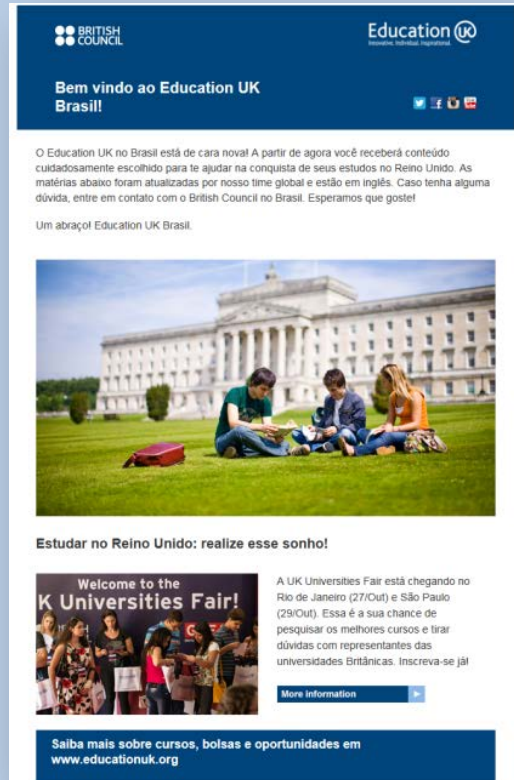 BRITISH
COUNCIL
Education UK
Innovative. Individual. Inspirational.
Bem vindo ao Education UK
Brasil!
O Education UK no Brasil está de cara nova! A partir de agora você receberá conteúdo
cuidadosamente escolhido para te ajudar na conquista de seus estudos no Reino Unido. As
matérias abaixo foram atualizadas por nosso time global e estão em inglês. Caso tenha alguma
dúvida, entre em contato com o British Council no Brasil. Esperamos que goste!
Um abraço! Education UK Brasil.
Estudar no Reino Unido: realize esse sonho!
Welcome to the
K Universities Fair!
A UK Universities Fair está chegando no
Rio de Janeiro (27/Out) e São Paulo
(29/Out). Essa é a sua chance de
pesquisar os melhores cursos e tirar
dúvidas com representantes das
universidades Britânicas. Inscreva-se já!
More information
Saiba mais sobre cursos, bolsas e oportunidades em
www.educationuk.org